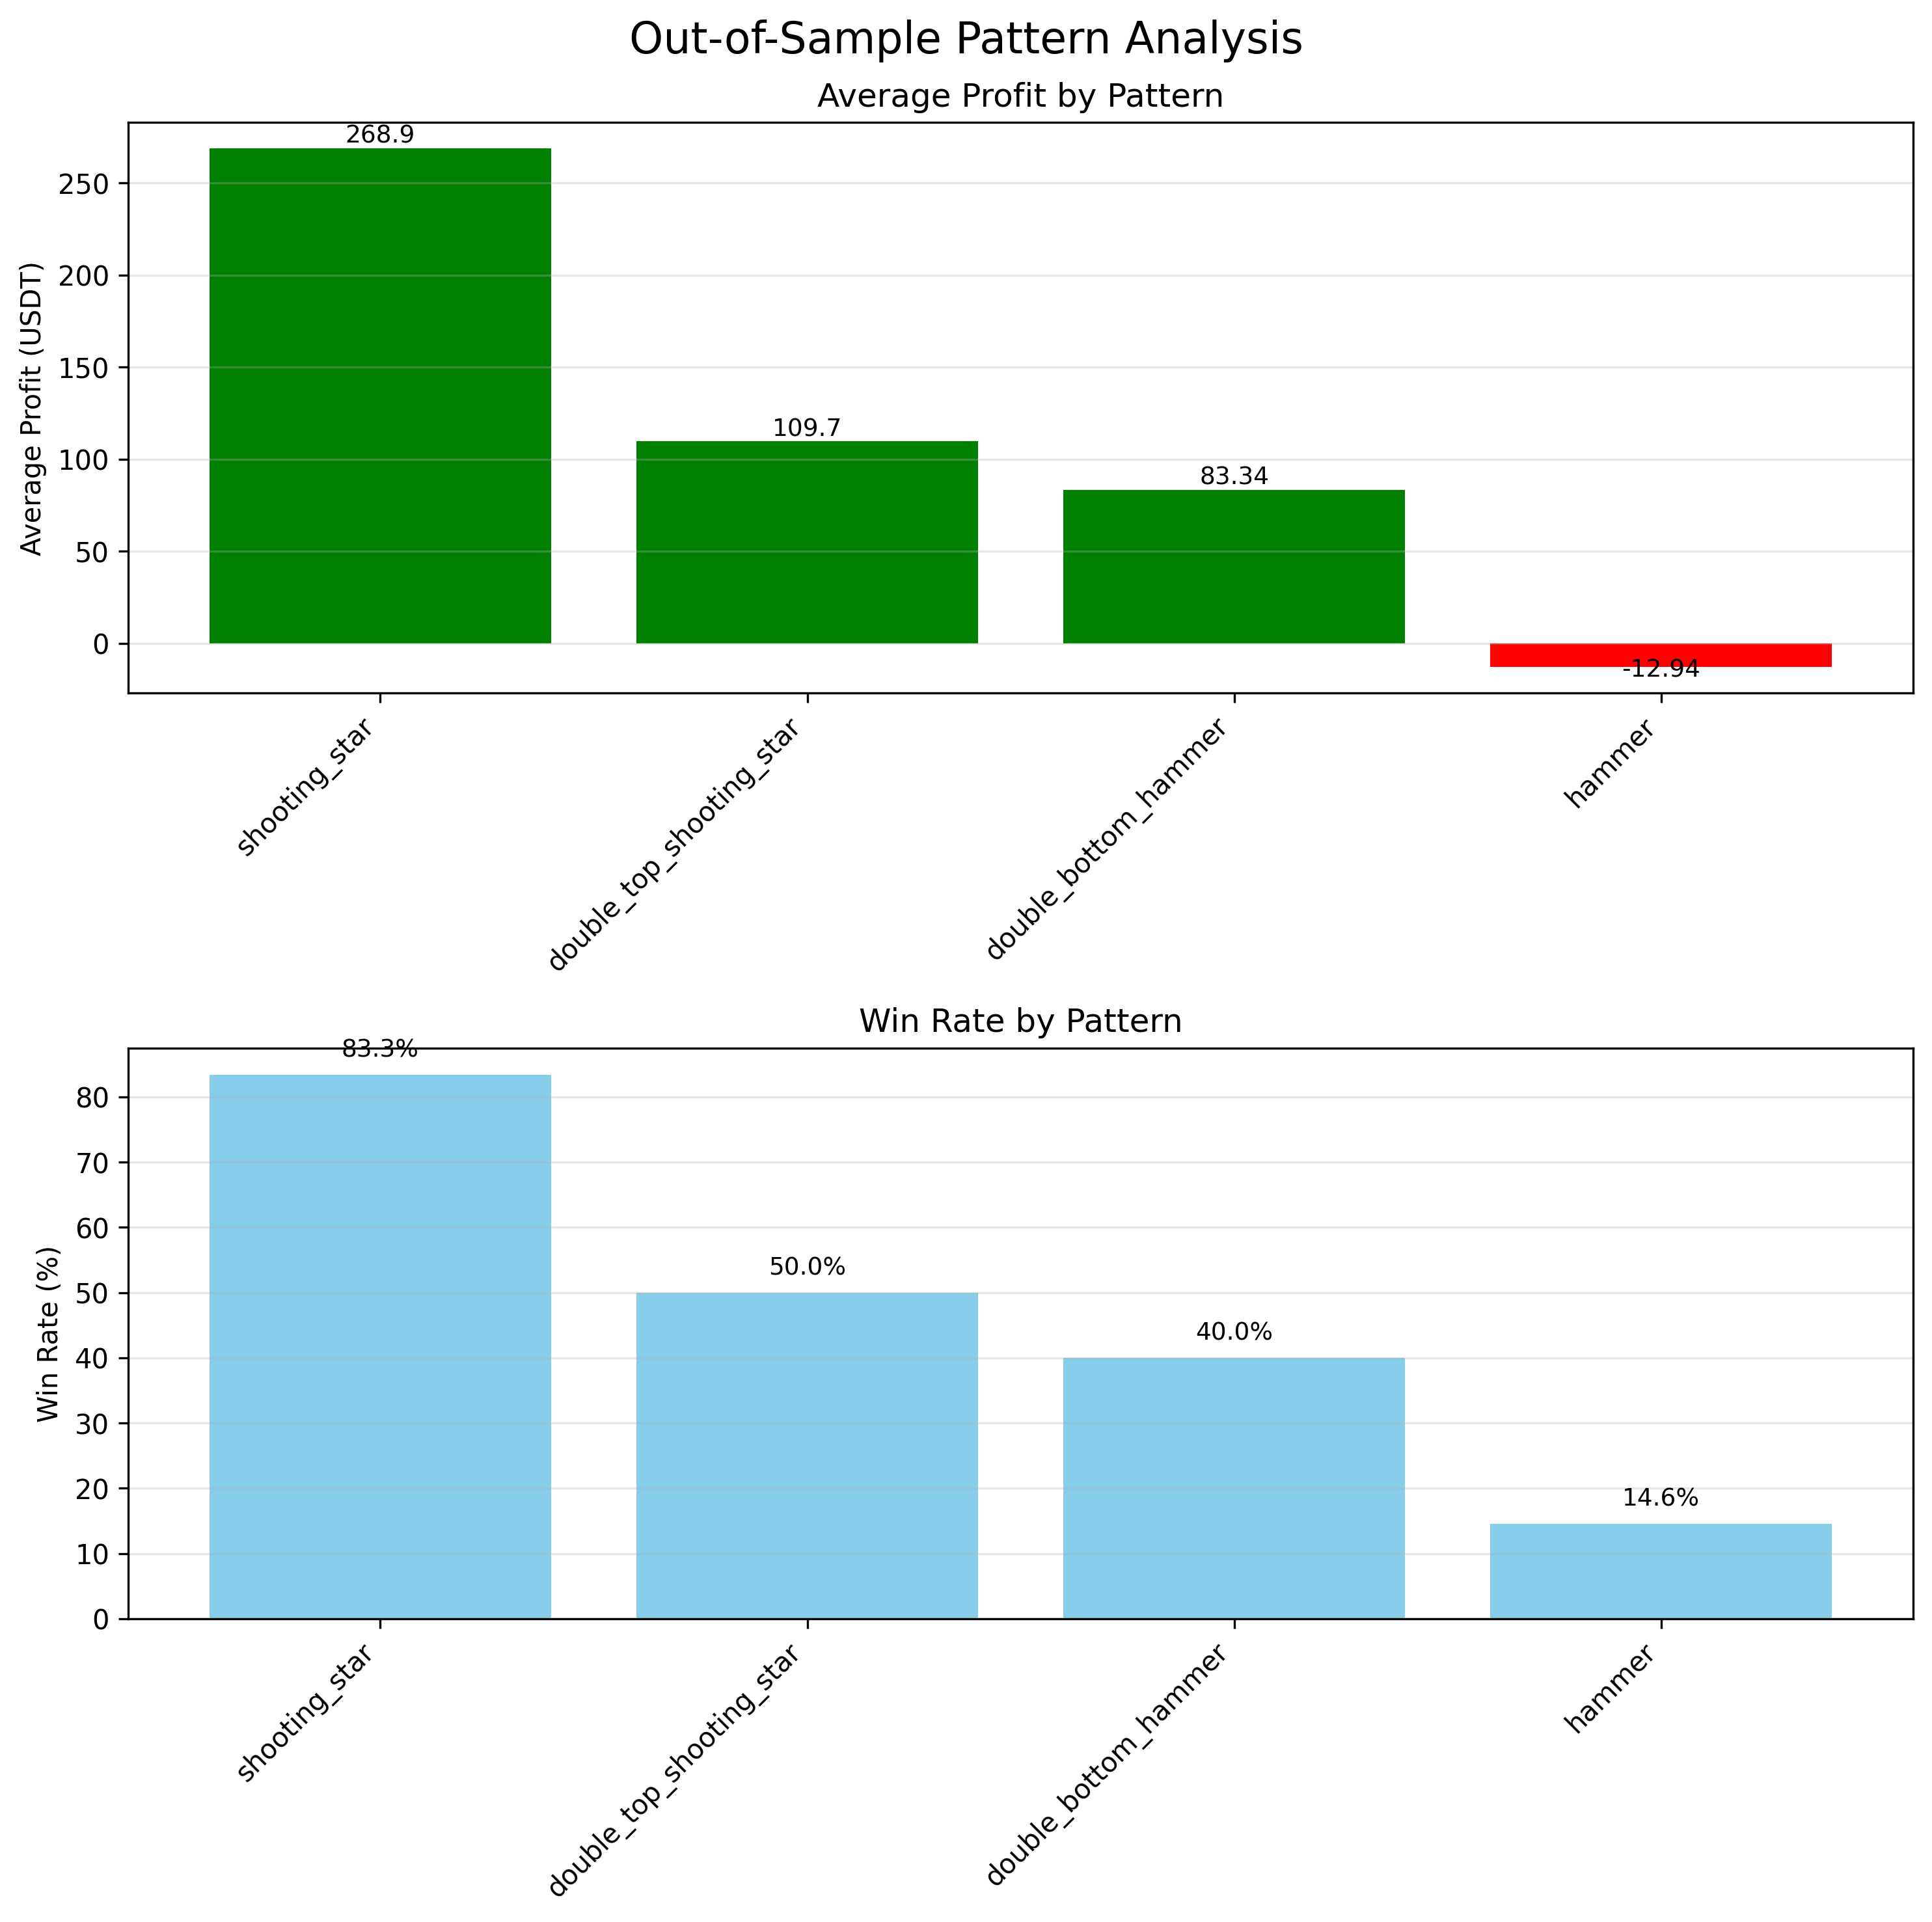 Out-of-Sample Pattern Analysis
Average Profit by Pattern
Average Profit (USDT)
250
200
150
100
50
0
268.9
109.7
83.34
-12.94
shooting_star
double_top_shooting_star
double_bottom_hammer
hammer
Win Rate by Pattern
Win Rate (%)
80
70
60
50
40
30
20
10
0
83.3%
50.0%
40.0%
14.6%
shooting_star
double_top_shooting_star
double_bottom_hammer
hammer